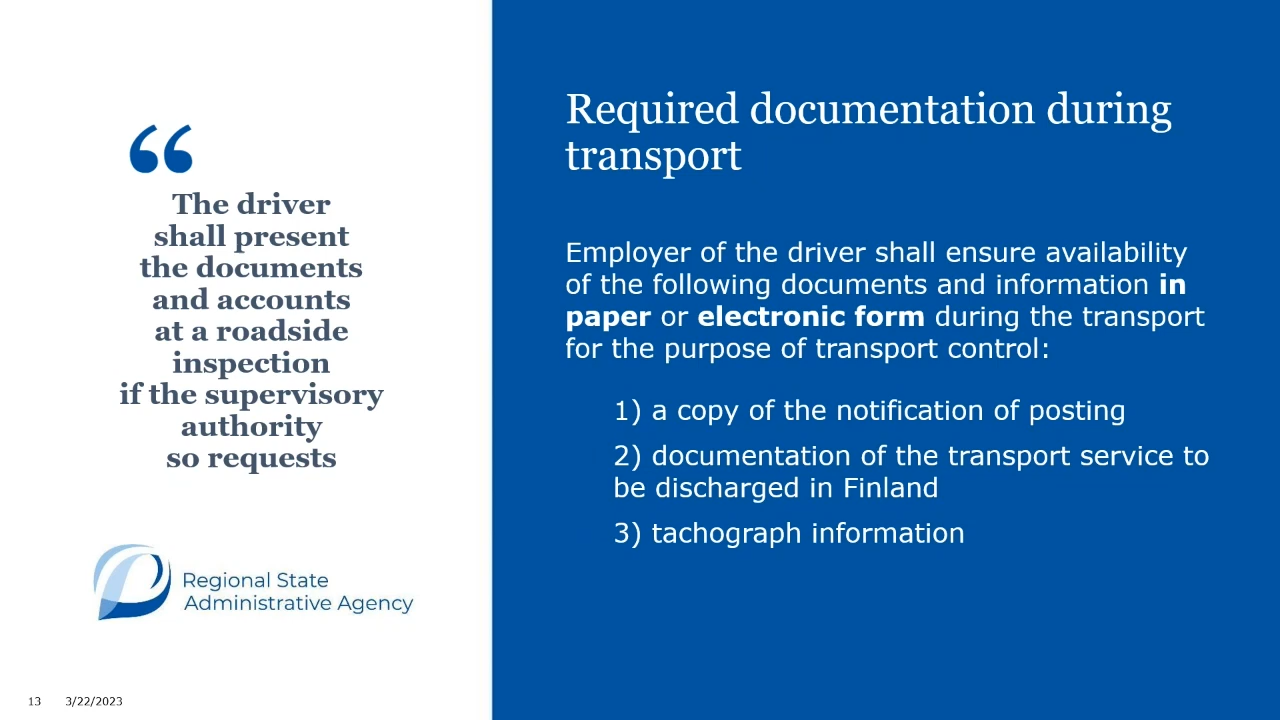 “
The driver
shall present
the documents
and accounts
at a roadside
inspection
if the supervisory
authority
so requests
Regional State
Administrative Agency
13 3/22/2023
Required documentation during
transport
Employer of the driver shall ensure availability
of the following documents and information in
paper or electronic form during the transport
for the purpose of transport control:
1) a copy of the notification of posting
2) documentation of the transport service to
be discharged in Finland
3) tachograph information